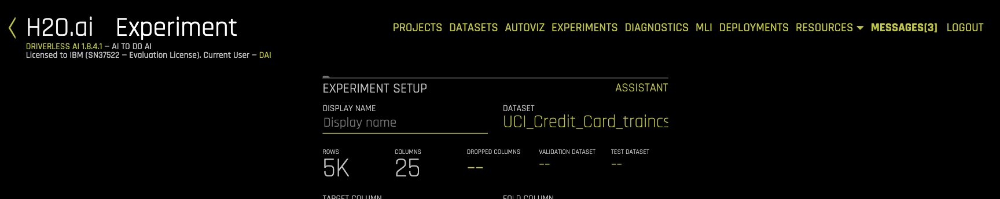 H2O.ai Experiment
PROJECTS DATASETS AUTOVIZ EXPERIMENTS DIAGNOSTICS MLI DEPLOYMENTS RESOURCES MESSAGES[3] LOGOUT
DRIVERLESS AI 1.8.4.1 – AI TO DO AI
Licensed to IBM (SN37522 – Evaluation License). Current User – DAI
EXPERIMENT SETUP ASSISTANT
DISPLAY NAME DATASET
Display name UCI_Credit_Card_traincs
ROWS COLUMNS DROPPED COLUMNS VALIDATION DATASET TEST DATASET
5K 25 -- -- --
TARGET COLUMN FOLD COLUMN